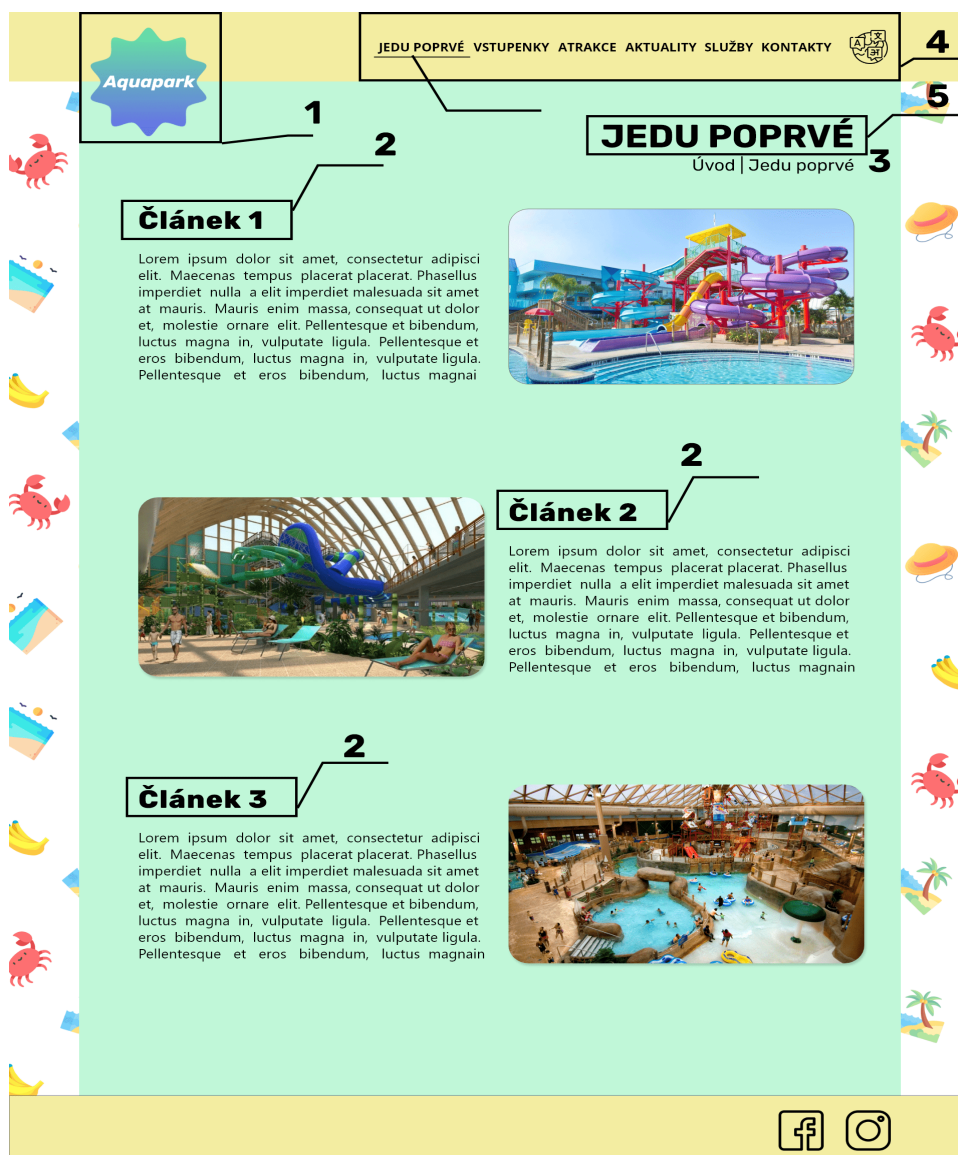 JEDU POPRVÉ VSTUPENKY ATRAKCE AKTUALITY SLUŽBY KONTAKTY
4
Aquapark
5
1
JEDU POPRVÉ
2
Úvod | Jedu poprvé
3
Článek 1
Lorem ipsum dolor sit amet, consectetur adipisci
elit. Maecenas tempus placerat placerat. Phasellus
imperdiet nulla a elit imperdiet malesuada sit amet
at mauris. Mauris enim massa, consequat ut dolor
et, molestie ornare elit. Pellentesque et bibendum,
luctus magna in, vulputate ligula. Pellentesque et
eros bibendum, luctus magna in, vulputate ligula.
Pellentesque et eros bibendum, luctus magnai
2
Článek 2
Lorem ipsum dolor sit amet, consectetur adipisci
elit. Maecenas tempus placerat placerat. Phasellus
imperdiet nulla a elit imperdiet malesuada sit amet
at mauris. Mauris enim massa, consequat ut dolor
et, molestie ornare elit. Pellentesque et bibendum,
luctus magna in, vulputate ligula. Pellentesque et
eros bibendum, luctus magna in, vulputate ligula.
Pellentesque et eros bibendum, luctus magnain
2
Článek 3
Lorem ipsum dolor sit amet, consectetur adipisci
elit. Maecenas tempus placerat placerat. Phasellus
imperdiet nulla a elit imperdiet malesuada sit amet
at mauris. Mauris enim massa, consequat ut dolor
et, molestie ornare elit. Pellentesque et bibendum,
luctus magna in, vulputate ligula. Pellentesque et
eros bibendum, luctus magna in, vulputate ligula.
Pellentesque et eros bibendum, luctus magnain